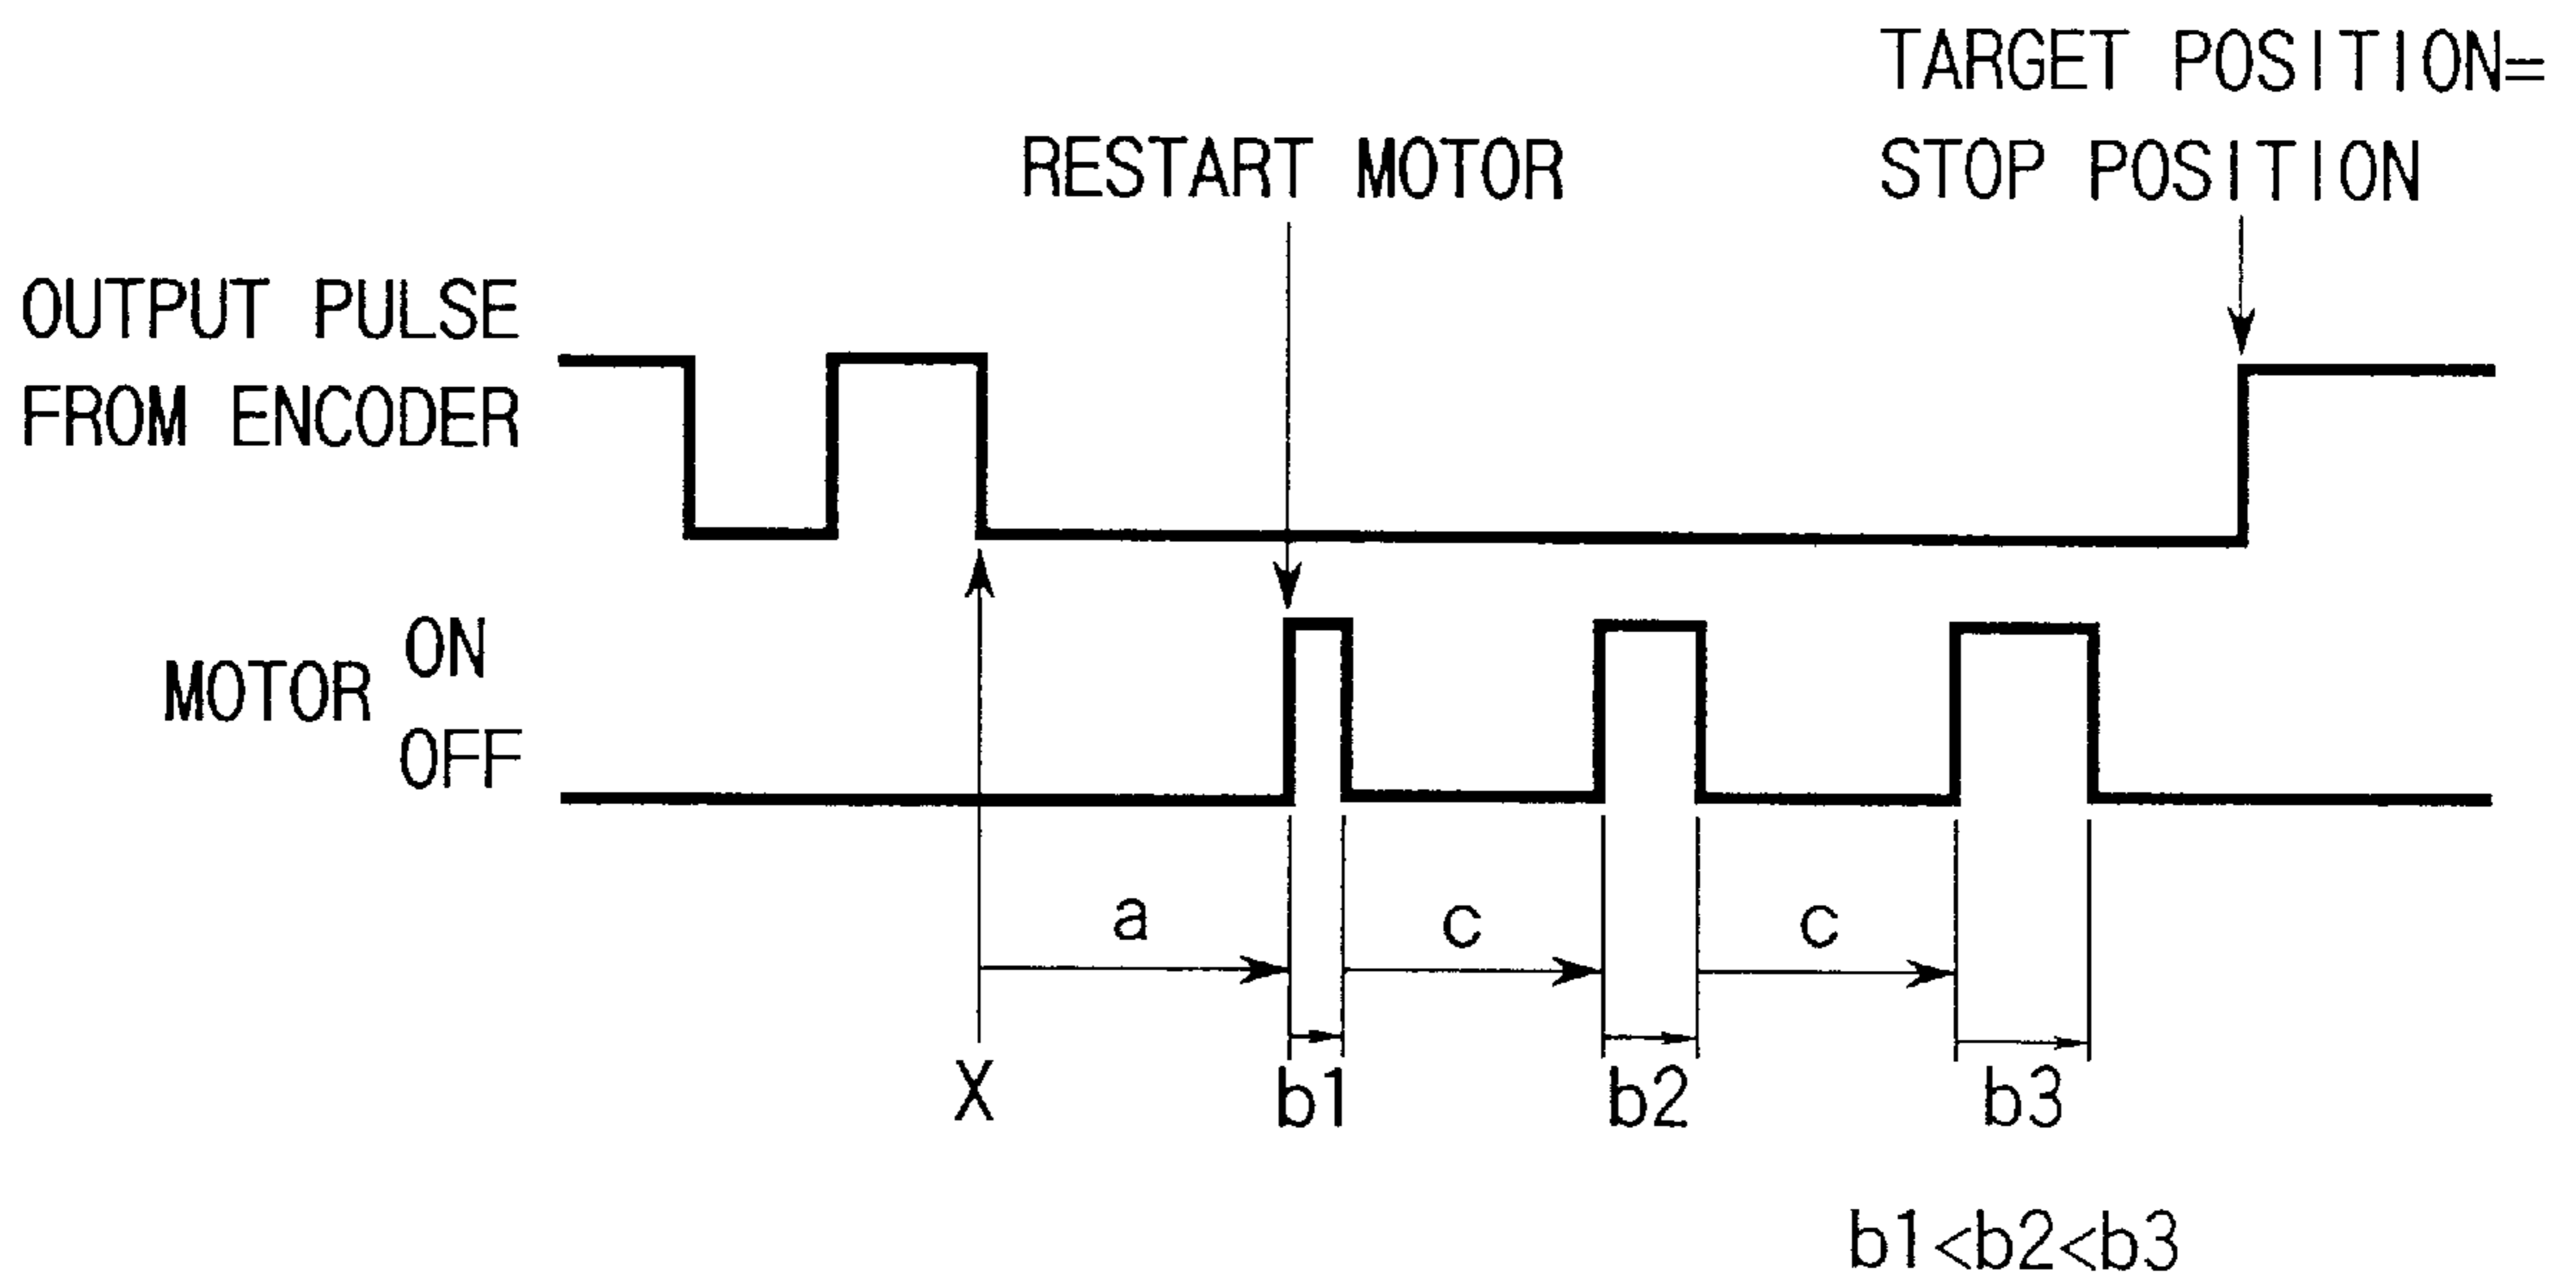 TARGET POSITION=
STOP POSITION
RESTART MOTOR
OUTPUT PULSE
FROM ENCODER
MOTOR ON
OFF
a
c
c
X
b1
b2
b3
b1<b2<b3